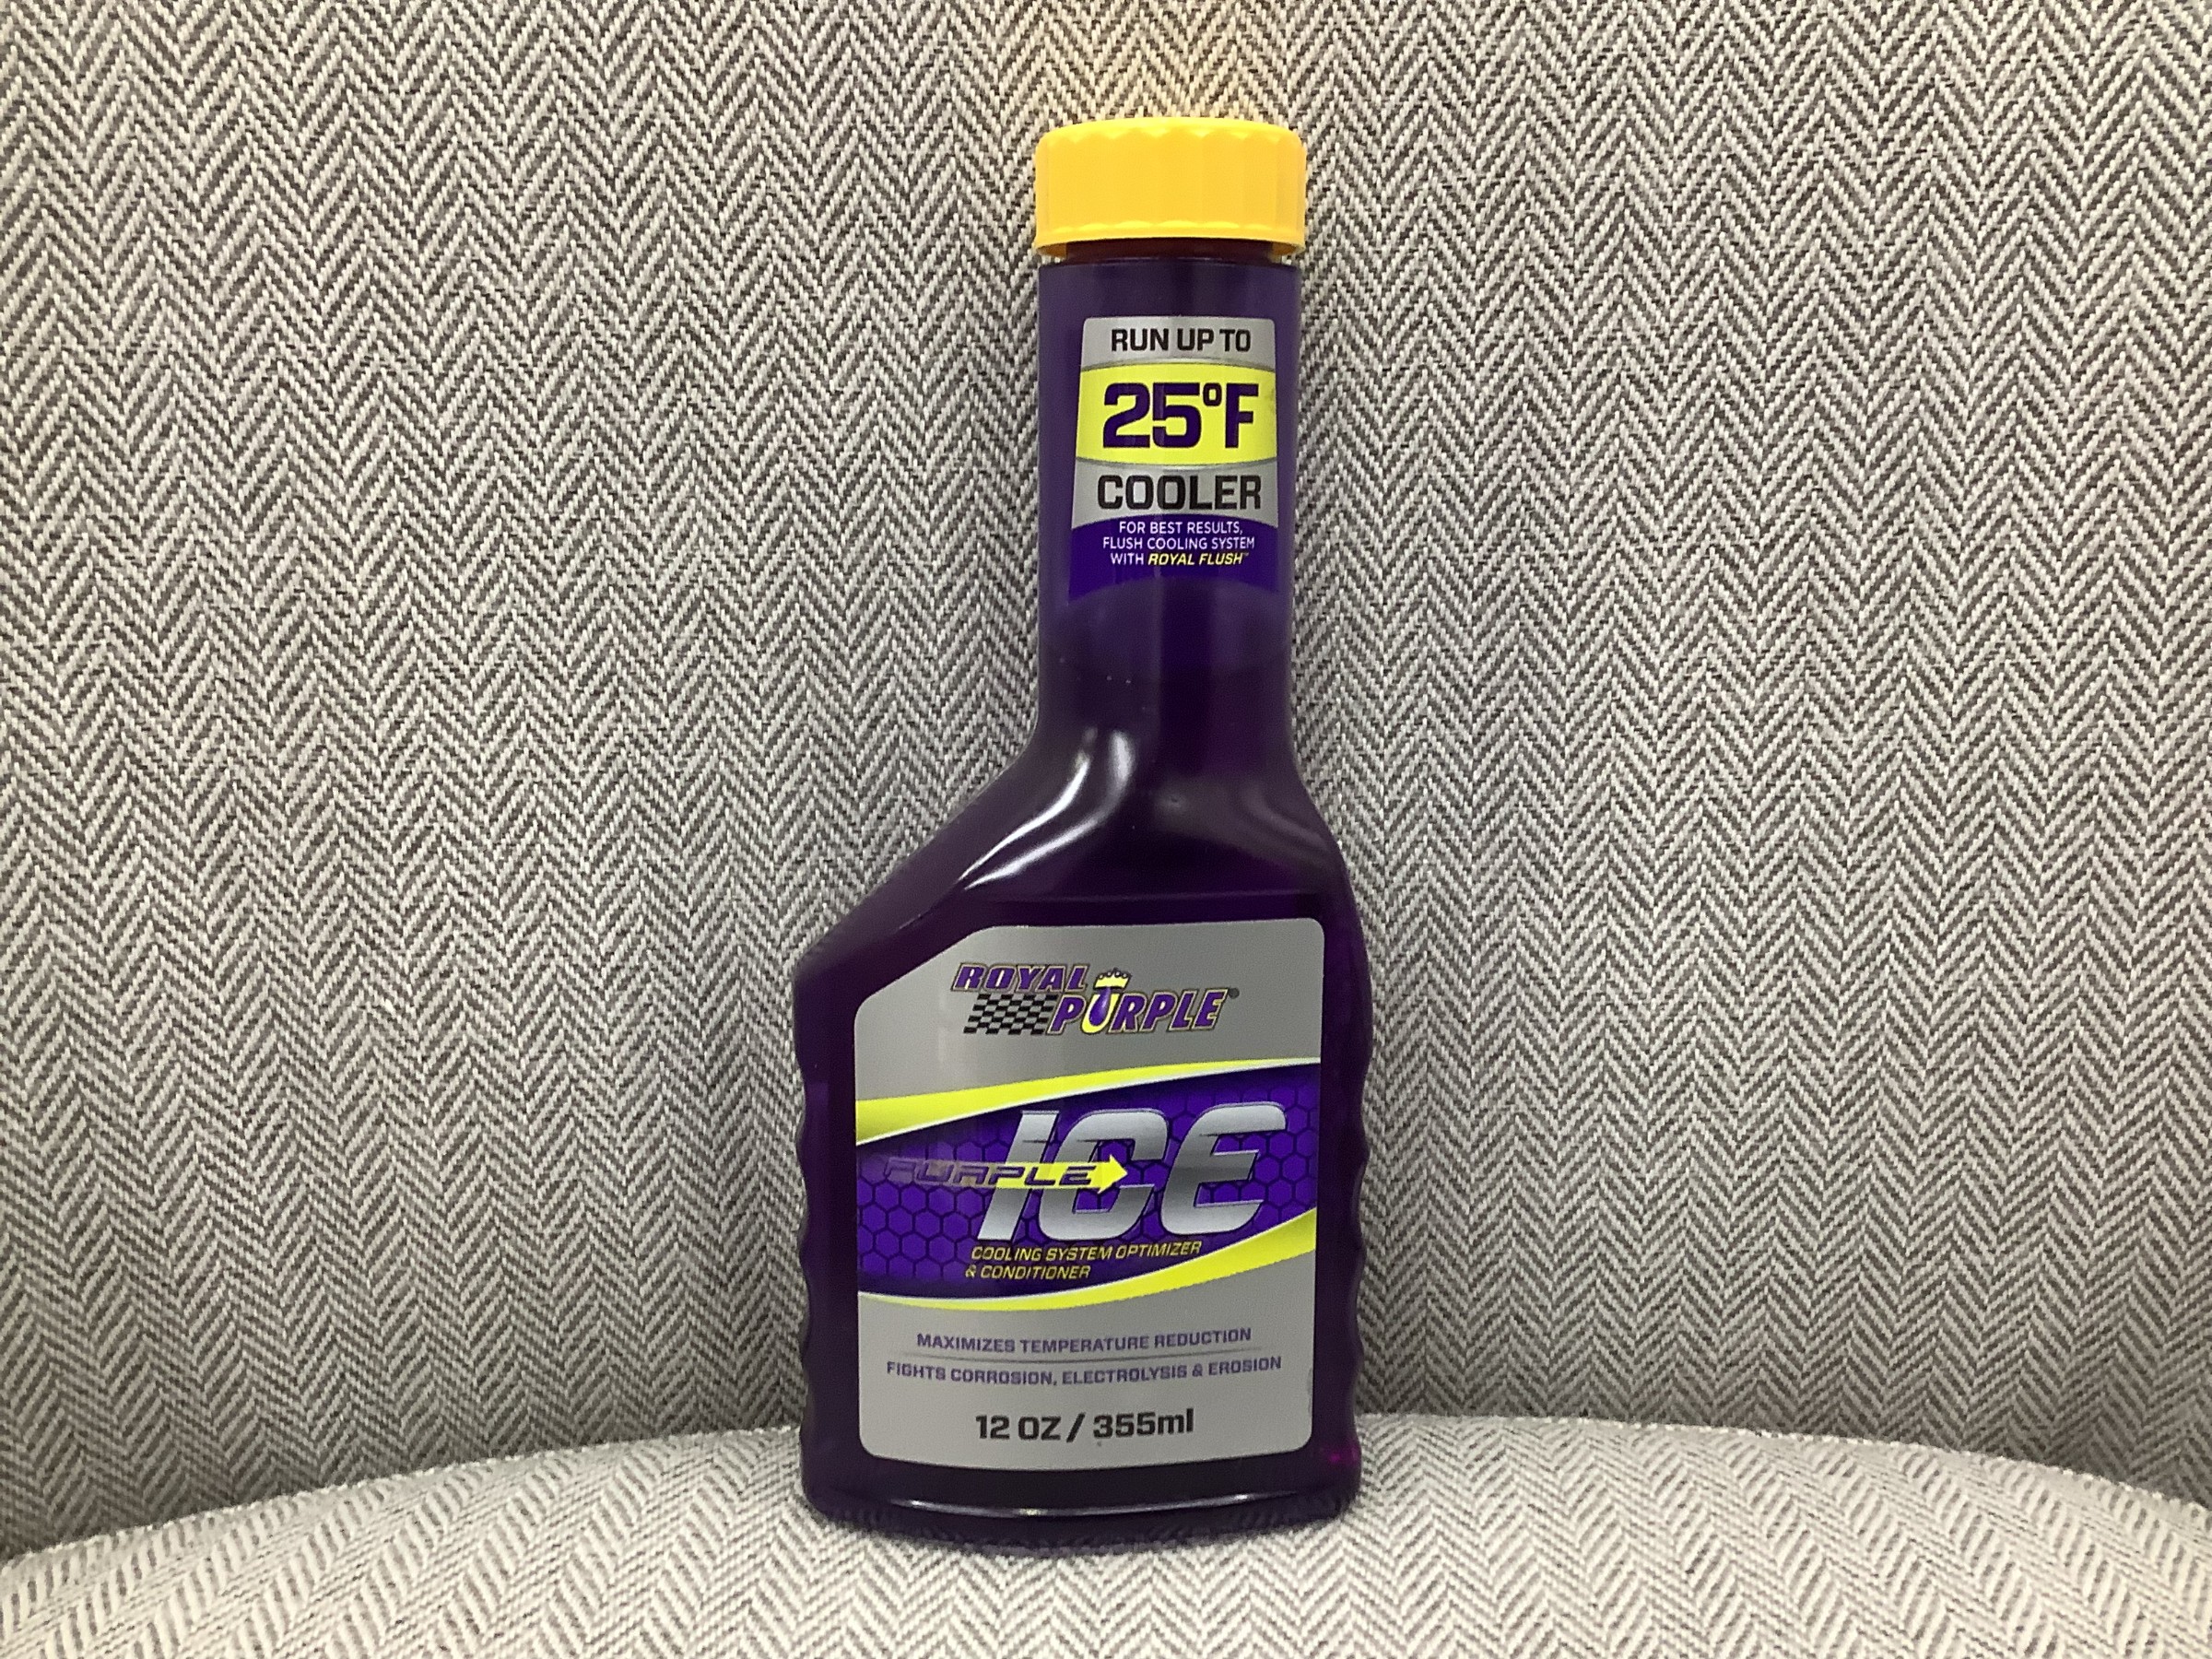 RUN UP TO
25°F
COOLER
FOR BEST RESULTS,
FLUSH COOLING SYSTEM
WITH ROYAL FLUSH™
ROYAL
PURPLE®
PURPLE
ICE
COOLING SYSTEM OPTIMIZER
& CONDITIONER
MAXIMIZES TEMPERATURE REDUCTION
FIGHTS CORROSION, ELECTROLYSIS & EROSION
12 OZ / 355ml